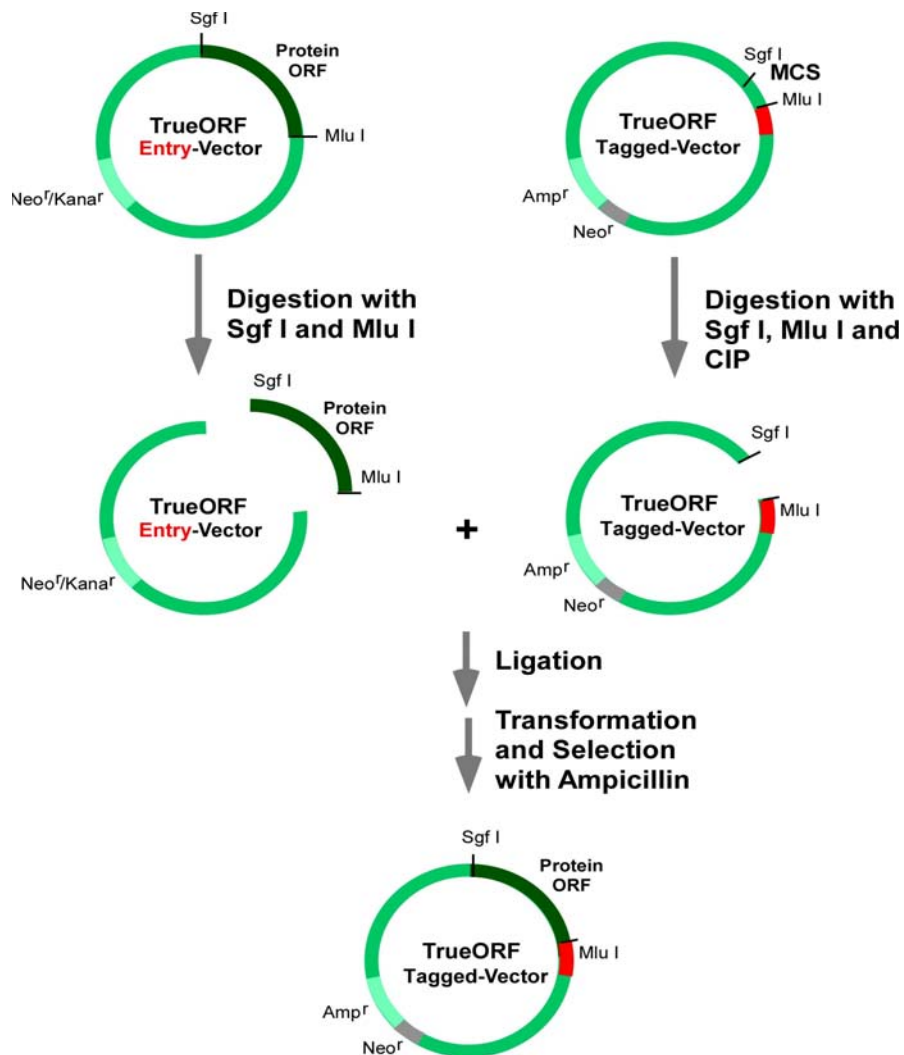 Sgf I
Protein
ORF
TrueORF
Entry-Vector
Mlu I
Neoʳ/Kanaʳ
Sgf I
MCS
Mlu I
TrueORF
Tagged-Vector
Ampʳ
Neoʳ
Digestion with
Sgf I and Mlu I
Digestion with
Sgf I, Mlu I and
CIP
Sgf I
Protein
ORF
Mlu I
TrueORF
Entry-Vector
Neoʳ/Kanaʳ
+
Sgf I
Mlu I
TrueORF
Tagged-Vector
Ampʳ
Neoʳ
Ligation
Transformation
and Selection
with Ampicillin
Sgf I
Protein
ORF
Mlu I
TrueORF
Tagged-Vector
Ampʳ
Neoʳ